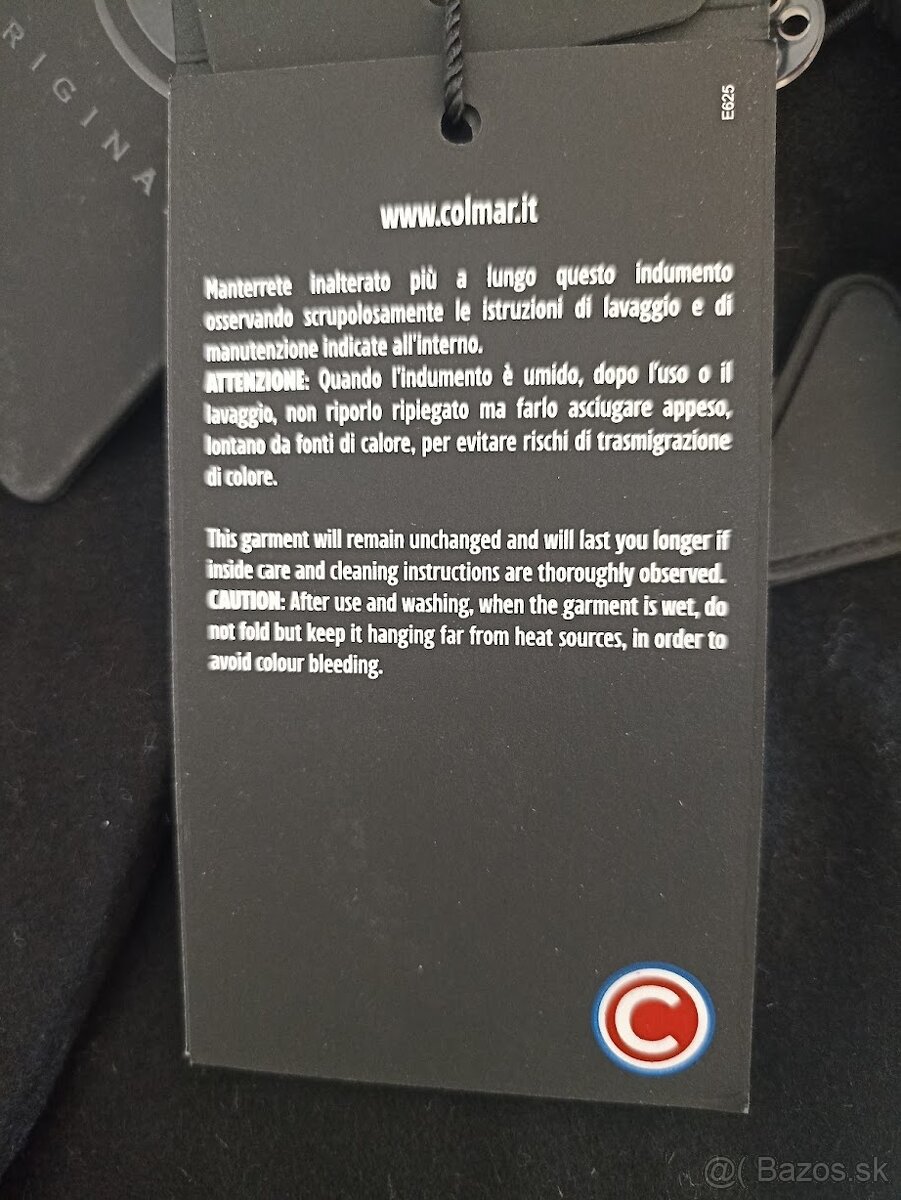 RIGINA
E625
www.colmar.it
Manterrete inalterato più a lungo questo indumento
osservando scrupolosamente le istruzioni di lavaggio e di
manutenzione indicate all'interno.
ATTENZIONE: Quando l'indumento è umido, dopo l'uso o il
lavaggio, non riporlo ripiegato ma farlo asciugare appeso,
lontano da fonti di calore, per evitare rischi di trasmigrazione
di colore.
This garment will remain unchanged and will last you longer if
inside care and cleaning instructions are thoroughly observed.
CAUTION: After use and washing, when the garment is wet, do
not fold but keep it hanging far from heat sources, in order to
avoid colour bleeding.
C
@( Bazos.sk